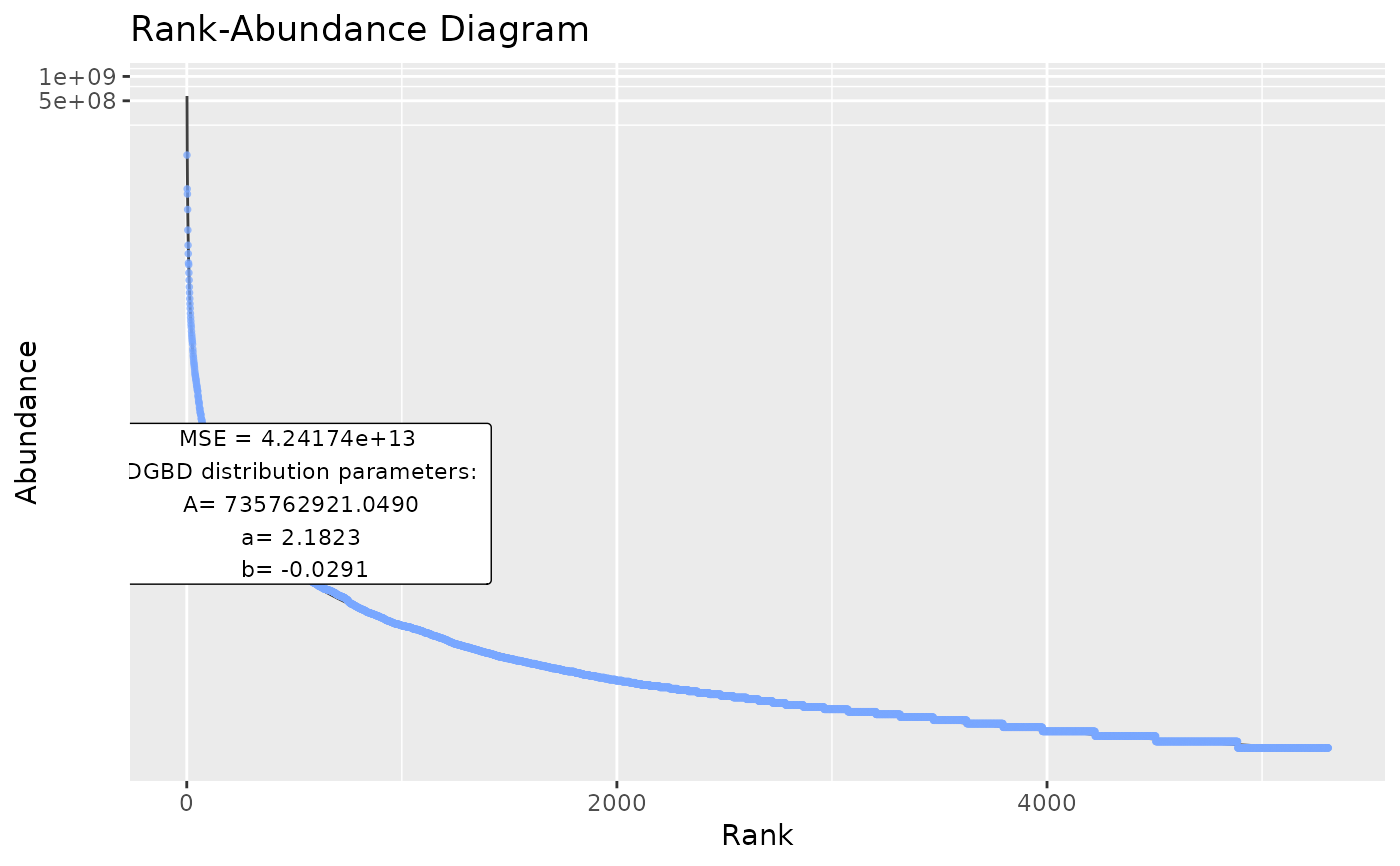 Rank-Abundance Diagram
1e+09
5e+08
Abundance
MSE = 4.24174e+13
DGBD distribution parameters:
A= 735762921.0490
a= 2.1823
b= -0.0291
0
2000
4000
Rank